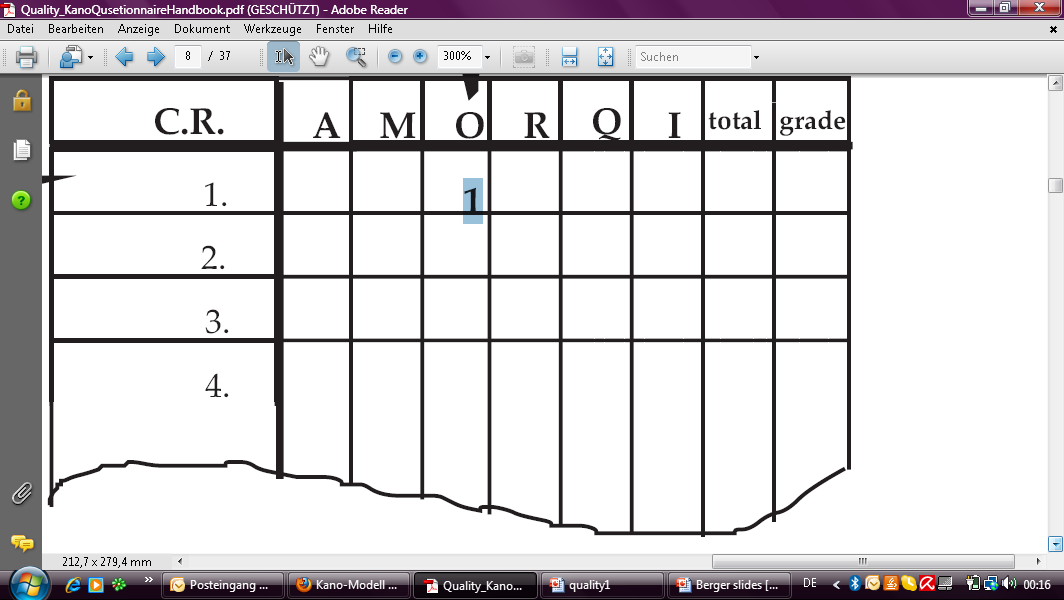 Quality_KanoQusetionnaireHandbook.pdf (GESCHÜTZT) - Adobe Reader
Datei Bearbeiten Anzeige Dokument Werkzeuge Fenster Hilfe
8 / 37 300% Suchen
C.R. A M O R Q I total grade
1. 1
2.
3.
4.
212,7 x 279,4 mm
Posteingang ... Kano-Modell ... Quality_Kano... quality1 Berger slides [... DE 00:16